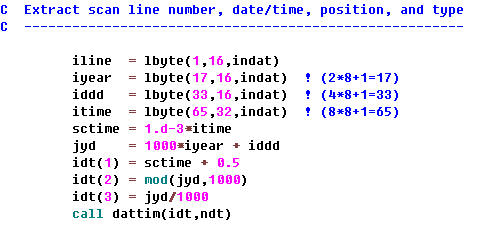 C  Extract scan line number, date/time, position, and type
C  -------------------------------------------------------
iline  = lbyte(1,16,indat)
iyear  = lbyte(17,16,indat)  ! (2*8+1=17)
iddd   = lbyte(33,16,indat)  ! (4*8+1=33)
itime  = lbyte(65,32,indat)  ! (8*8+1=65)
sctime = 1.d-3*itime
jyd    = 1000*iyear + iddd
idt(1) = sctime + 0.5
idt(2) = mod(jyd,1000)
idt(3) = jyd/1000
call dattim(idt,ndt)